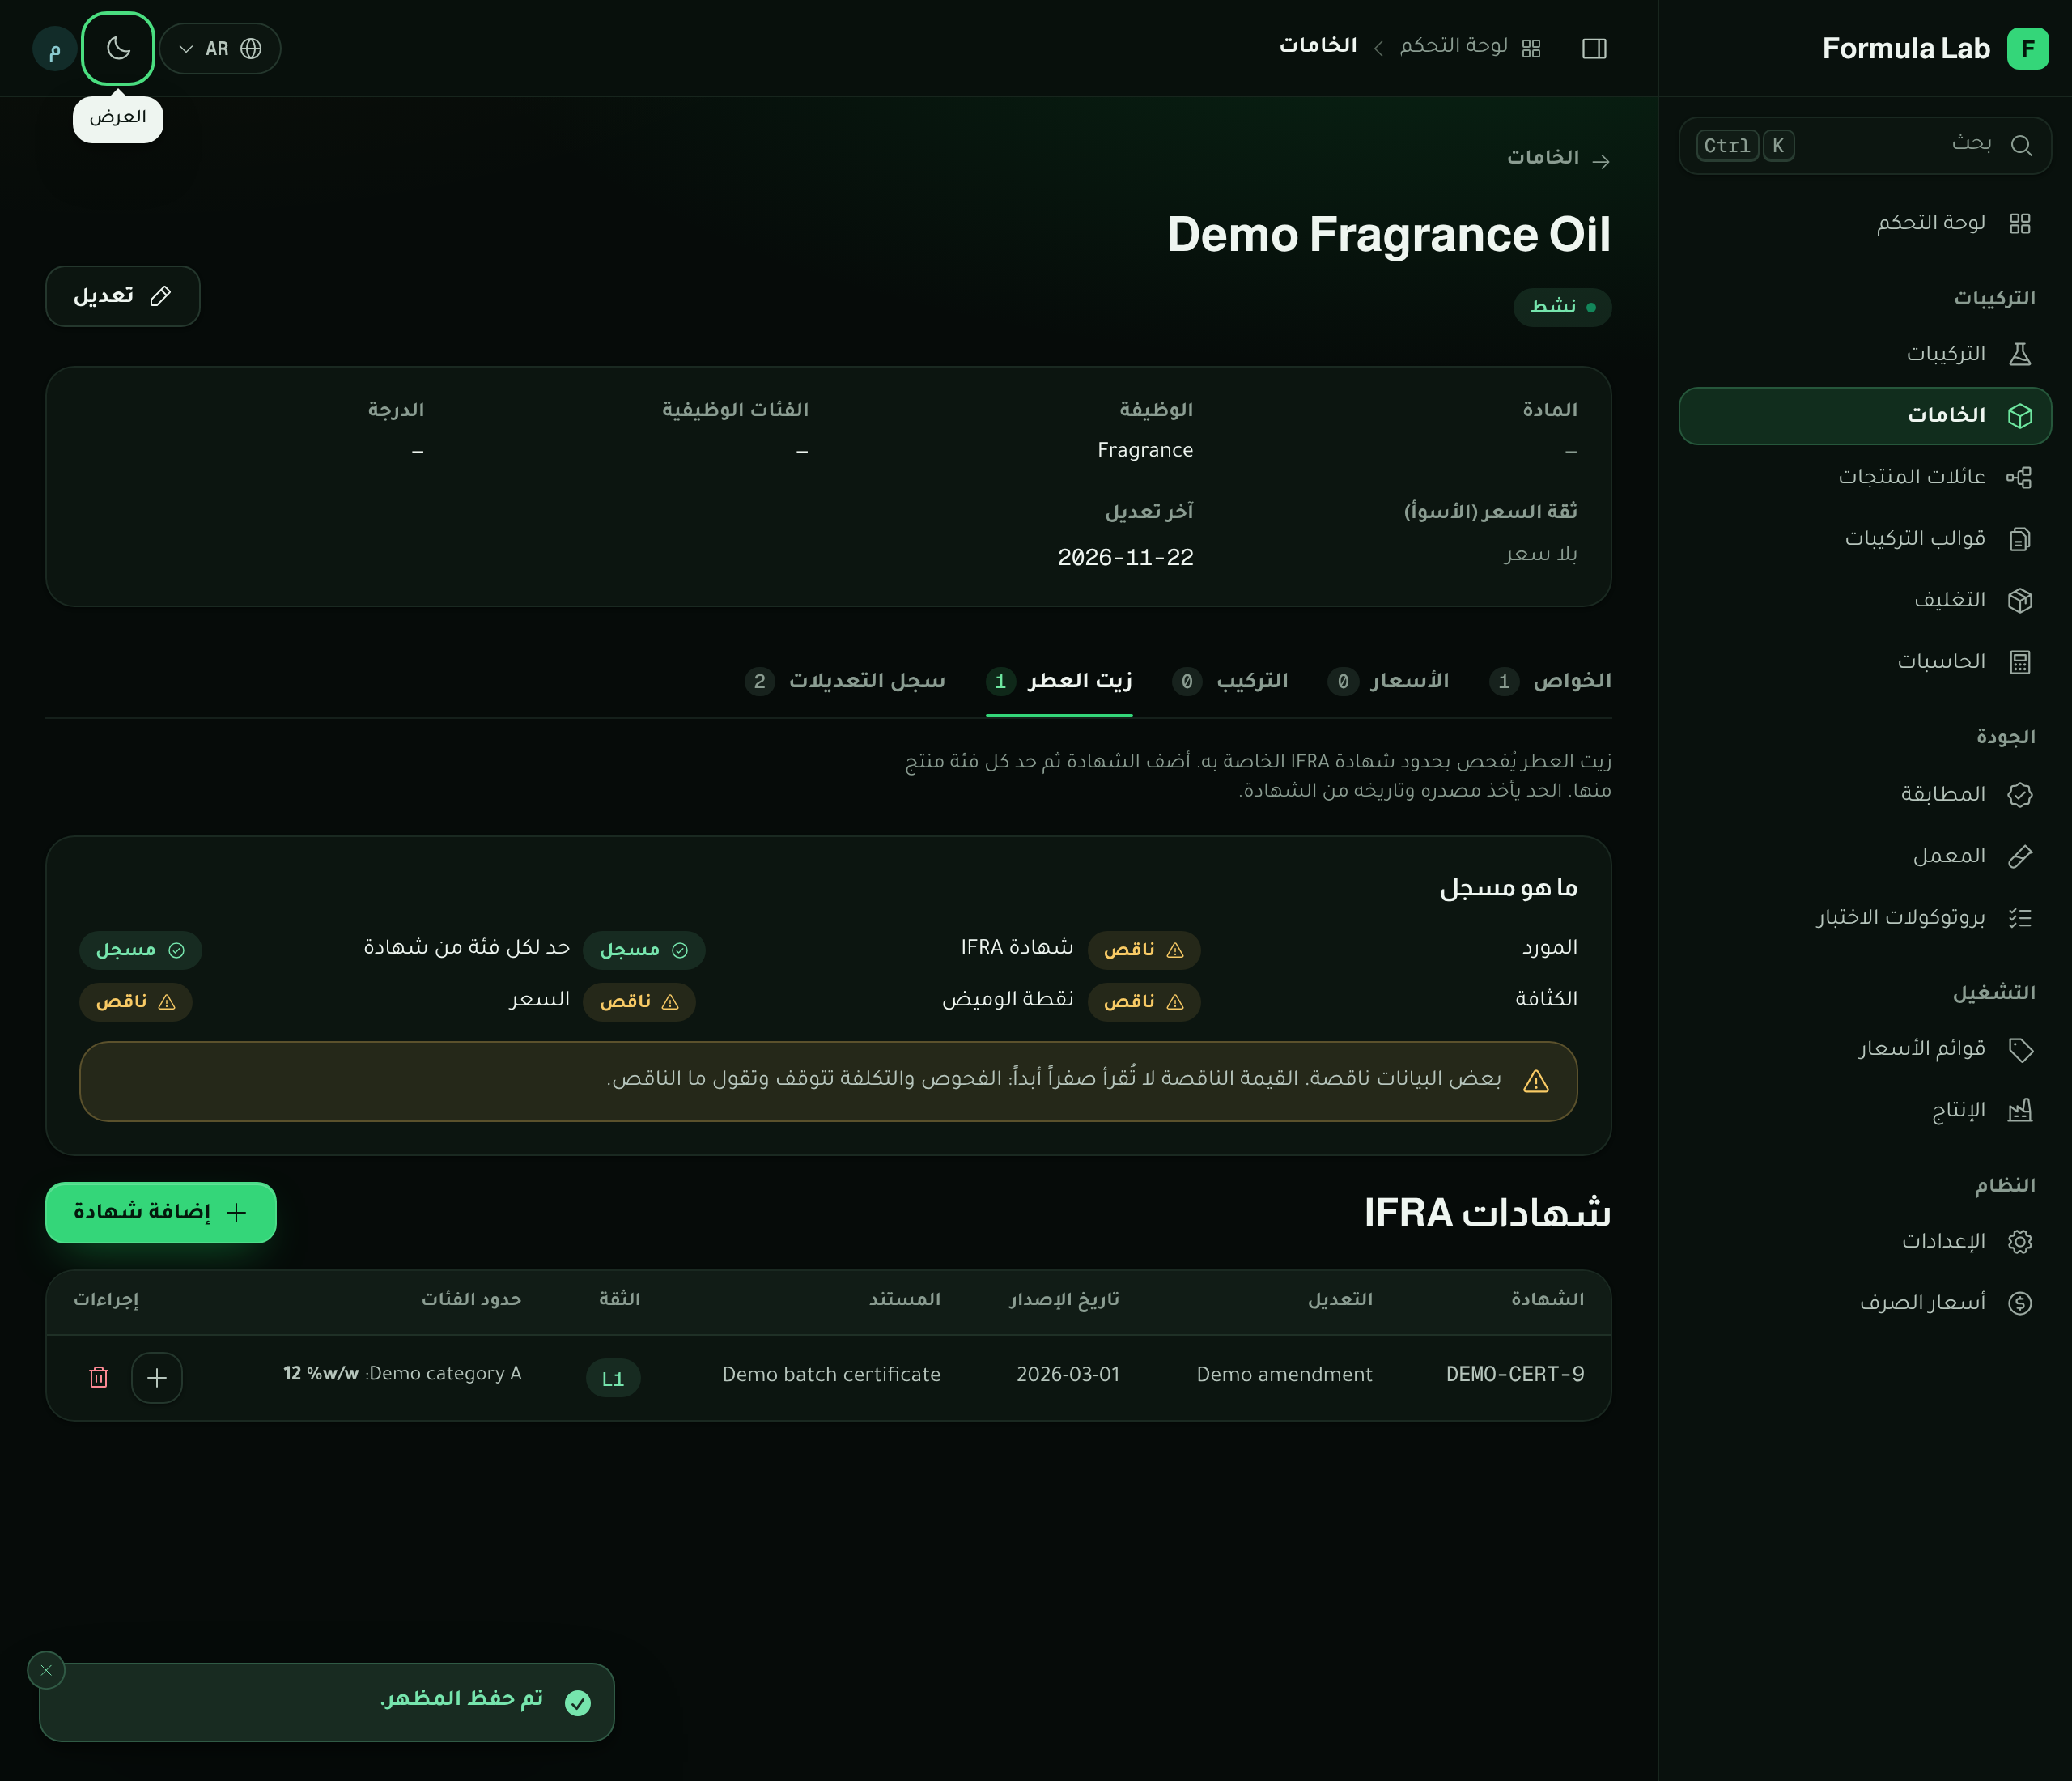 F Formula Lab
لوحة التحكم
الخامات
AR
م
العرض
بحث
Ctrl K
لوحة التحكم
التركيبات
التركيبات
الخامات
عائلات المنتجات
قوالب التركيبات
التغليف
الحاسبات
الجودة
المطابقة
المعمل
بروتوكولات الاختبار
التشغيل
قوائم الأسعار
الإنتاج
النظام
الإعدادات
أسعار الصرف
الخامات
Demo Fragrance Oil
نشط
تعديل
المادة
–
الوظيفة
Fragrance
الفئات الوظيفية
–
الدرجة
–
ثقة السعر (الأسوأ)
بلا سعر
آخر تعديل
2026-11-22
الخواص 1
الأسعار 0
التركيب 0
زيت العطر 1
سجل التعديلات 2
زيت العطر يُفحص بحدود شهادة IFRA الخاصة به. أضف الشهادة ثم حد كل فئة منتج
منها. الحد يأخذ مصدره وتاريخه من الشهادة.
ما هو مسجل
المورد ناقص
شهادة IFRA مسجل
حد لكل فئة من شهادة مسجل
الكثافة ناقص
نقطة الوميض ناقص
السعر ناقص
بعض البيانات ناقصة. القيمة الناقصة لا تُقرأ صفراً أبداً: الفحوص والتكلفة تتوقف وتقول ما الناقص.
شهادات IFRA
إضافة شهادة
الشهادة التعديل تاريخ الإصدار المستند الثقة حدود الفئات إجراءات
DEMO-CERT-9 Demo amendment 2026-03-01 Demo batch certificate L1 Demo category A: 12 %w/w
تم حفظ المظهر.